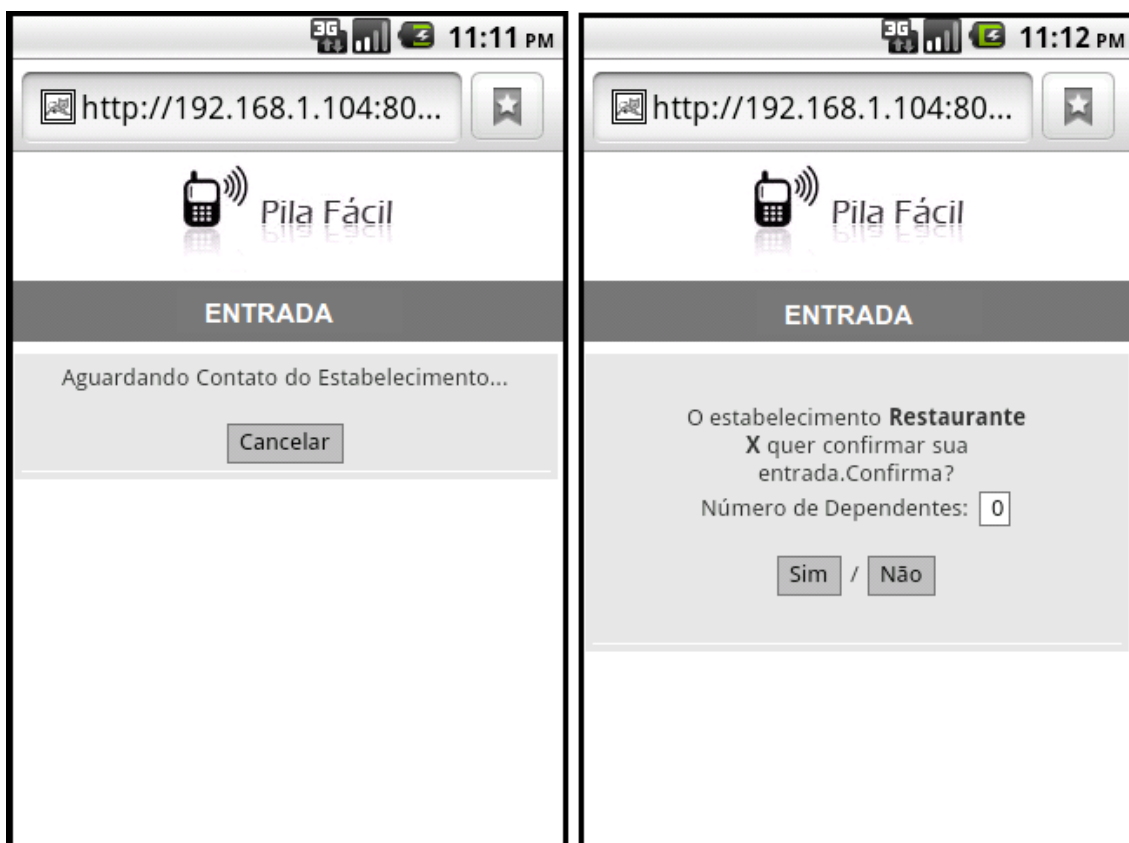 3G 11:11 PM
http://192.168.1.104:80...
Pila Fácil
ENTRADA
Aguardando Contato do Estabelecimento...
Cancelar
3G 11:12 PM
http://192.168.1.104:80...
Pila Fácil
ENTRADA
O estabelecimento Restaurante
X quer confirmar sua
entrada.Confirma?
Número de Dependentes: 0
Sim / Não